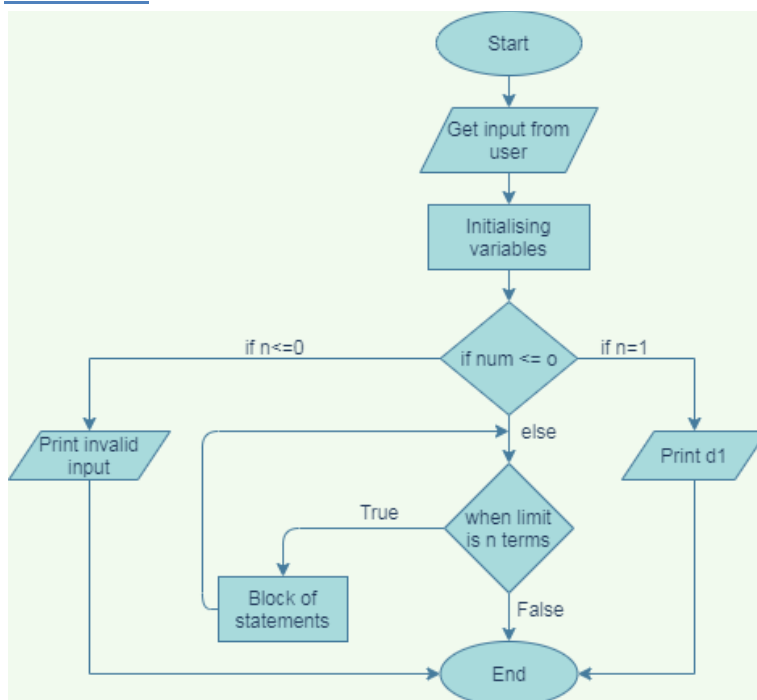 Start
Get input from
user
Initialising
variables
if n<=0
if num <= o
if n=1
Print invalid
input
else
Print d1
True
when limit
is n terms
Block of
statements
False
End